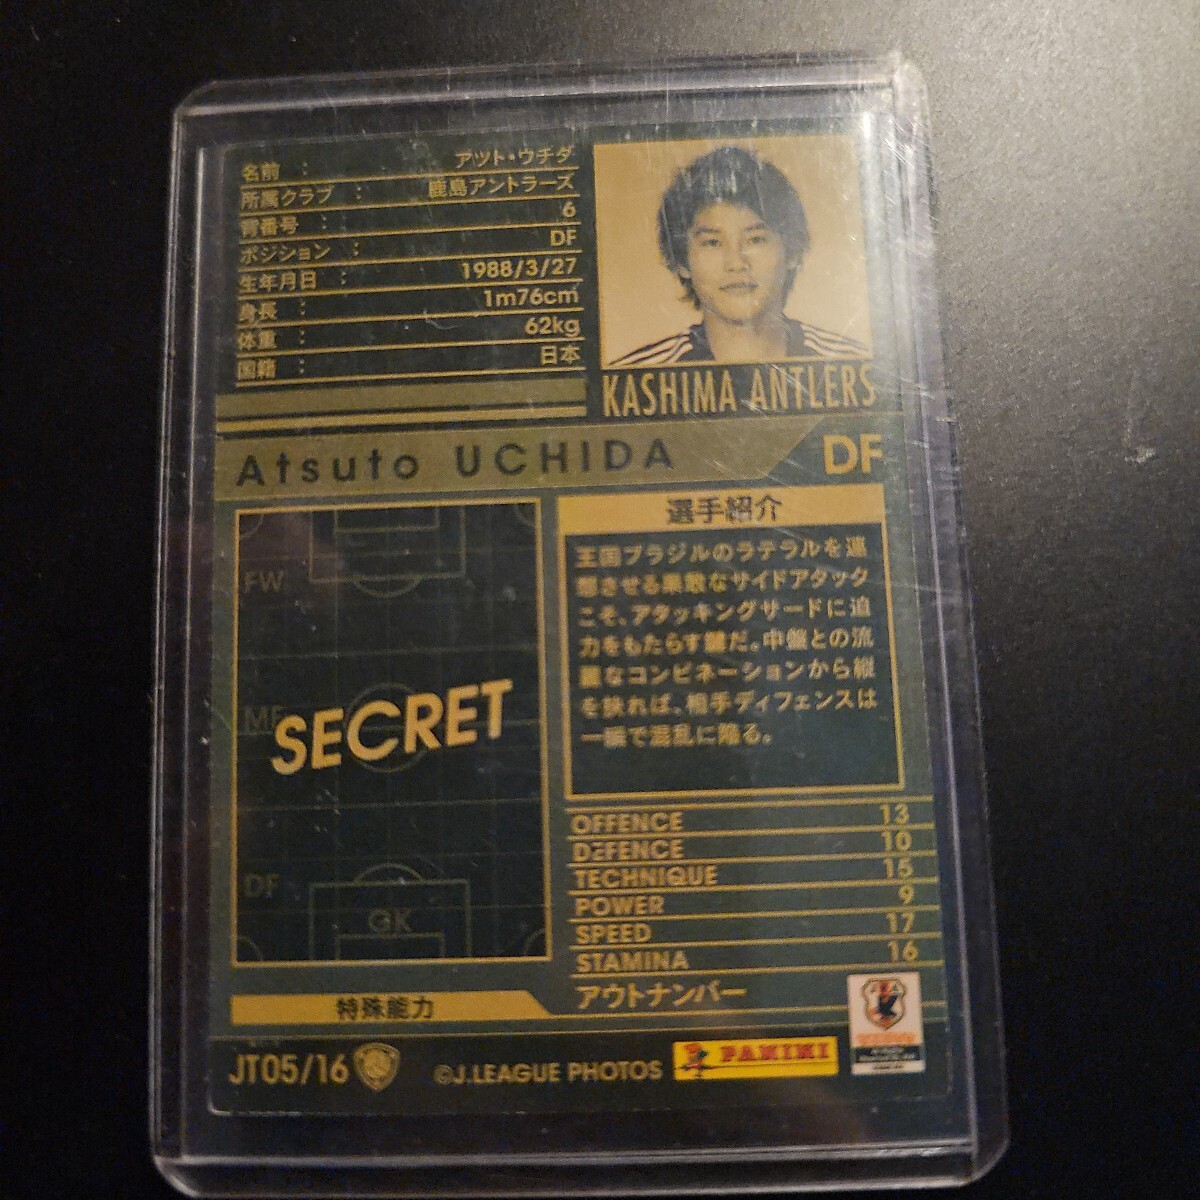 名前 : アツト・ウチダ
所属クラブ : 鹿島アントラーズ
背番号 : 6
ポジション : DF
生年月日 : 1988/3/27
身長 : 1m76cm
体重 : 62kg
国籍 : 日本
KASHIMA ANTLERS
Atsuto UCHIDA
DF
FW
MF
SECRET
DF
GK
選手紹介
王国ブラジルのラテラルを連
想させる果敢なサイドアタック
こそ、アタッキングサードに迫
力をもたらす鍵だ。中盤との流
麗なコンビネーションから縦
を抉れば、相手ディフェンスは
一瞬で混乱に陥る。
OFFENCE 13
DEFENCE 10
TECHNIQUE 15
POWER 9
SPEED 17
STAMINA 16
特殊能力
アウトナンバー
JT05/16
©J.LEAGUE PHOTOS
PANINI